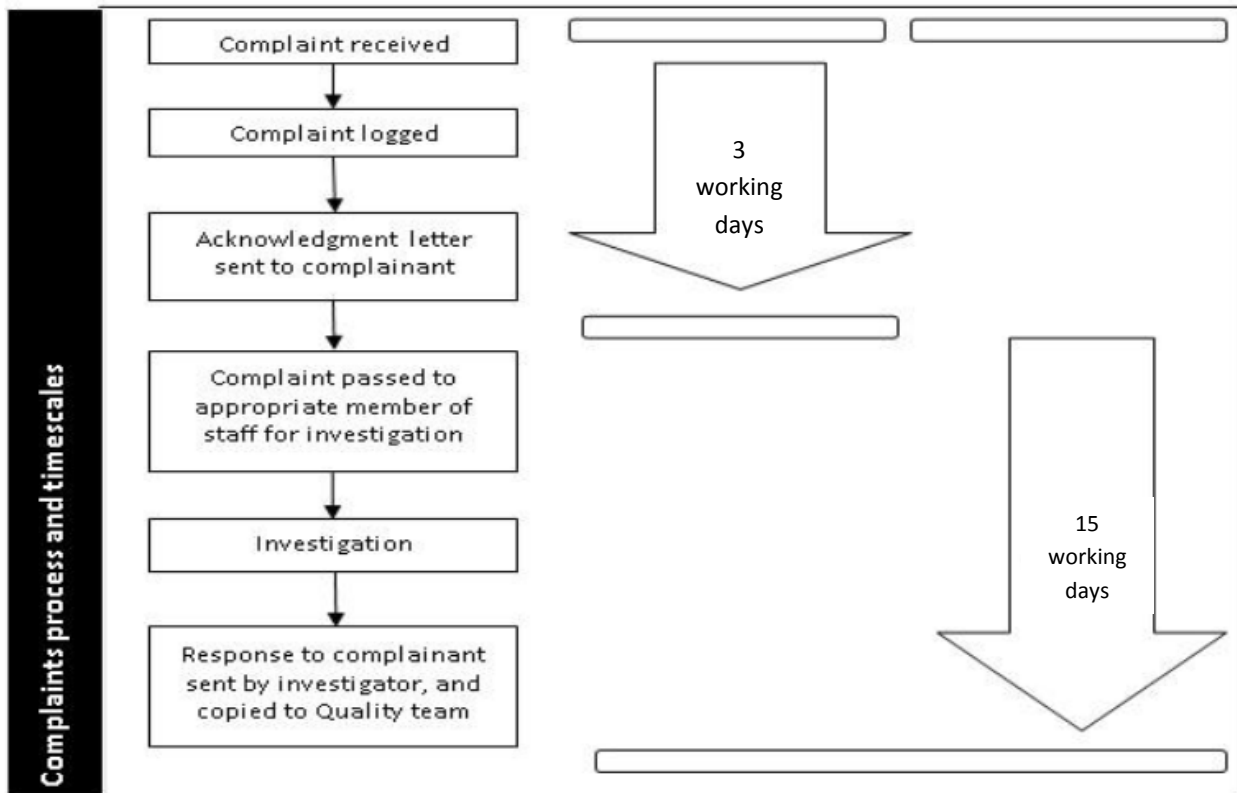 Complaints process and timescales
Complaint received
Complaint logged
Acknowledgment letter
sent to complainant
Complaint passed to
appropriate member of
staff for investigation
Investigation
Response to complainant
sent by investigator, and
copied to Quality team
3
working
days
15
working
days